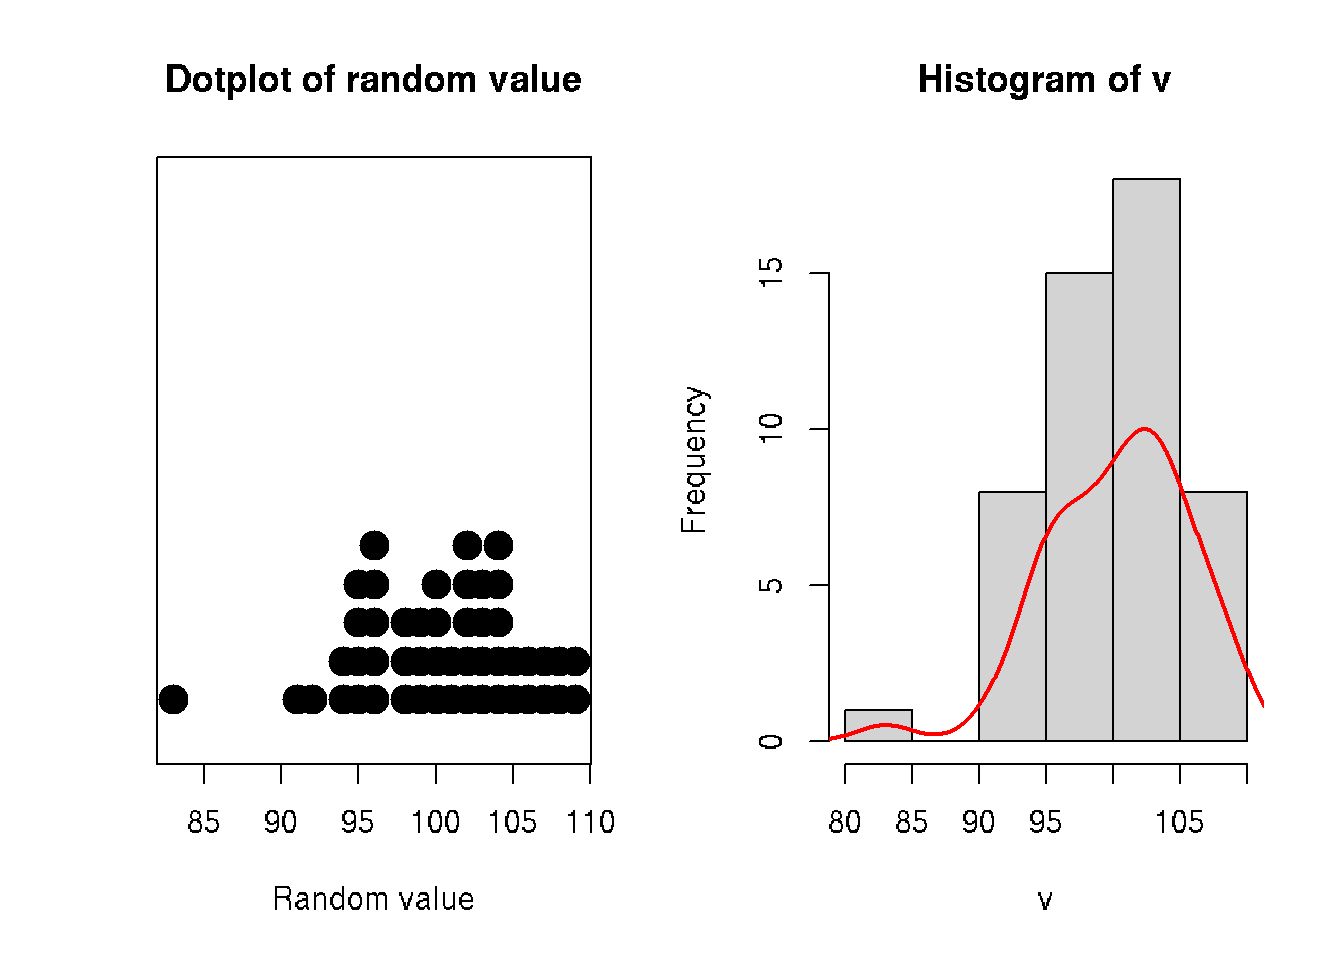 Dotplot of random value
85 90 95 100 105 110
Random value
Histogram of v
Frequency
15
10
5
0
80 85 90 95 105
v